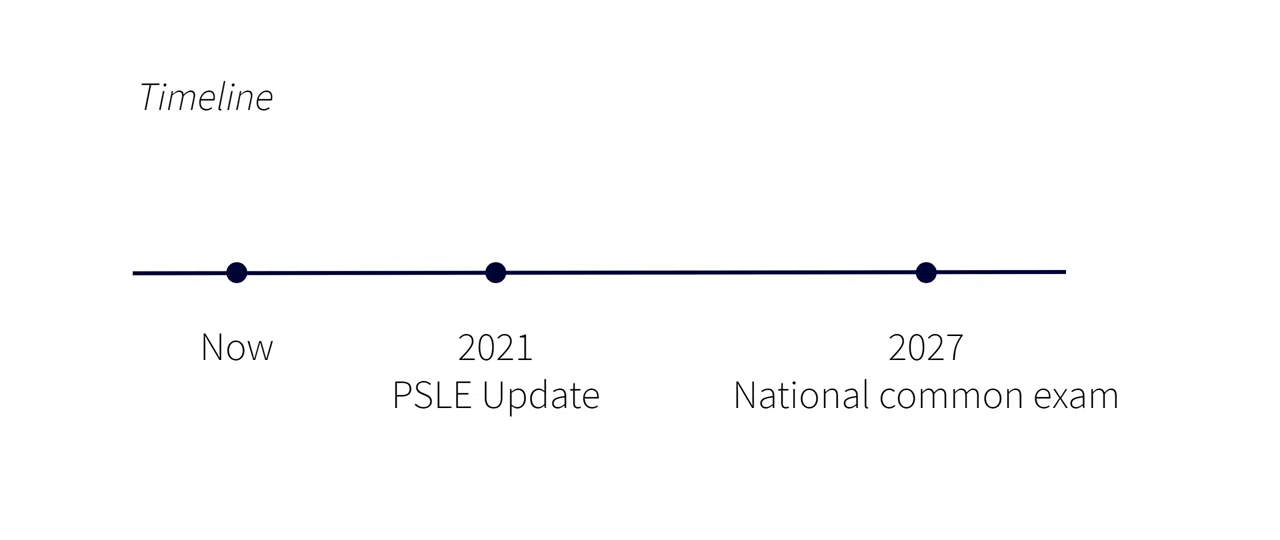 Timeline
Now
2021
PSLE Update
2027
National common exam